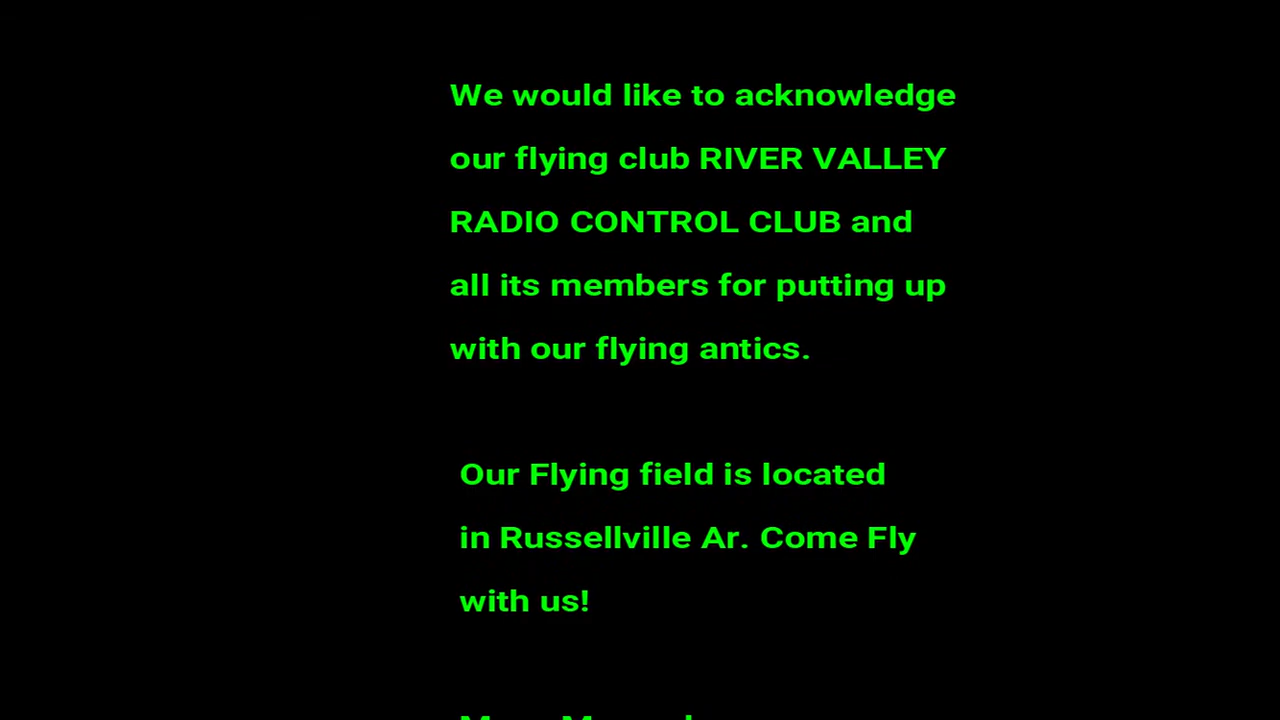 We would like to acknowledge
our flying club RIVER VALLEY
RADIO CONTROL CLUB and
all its members for putting up
with our flying antics.
Our Flying field is located
in Russellville Ar. Come Fly
with us!